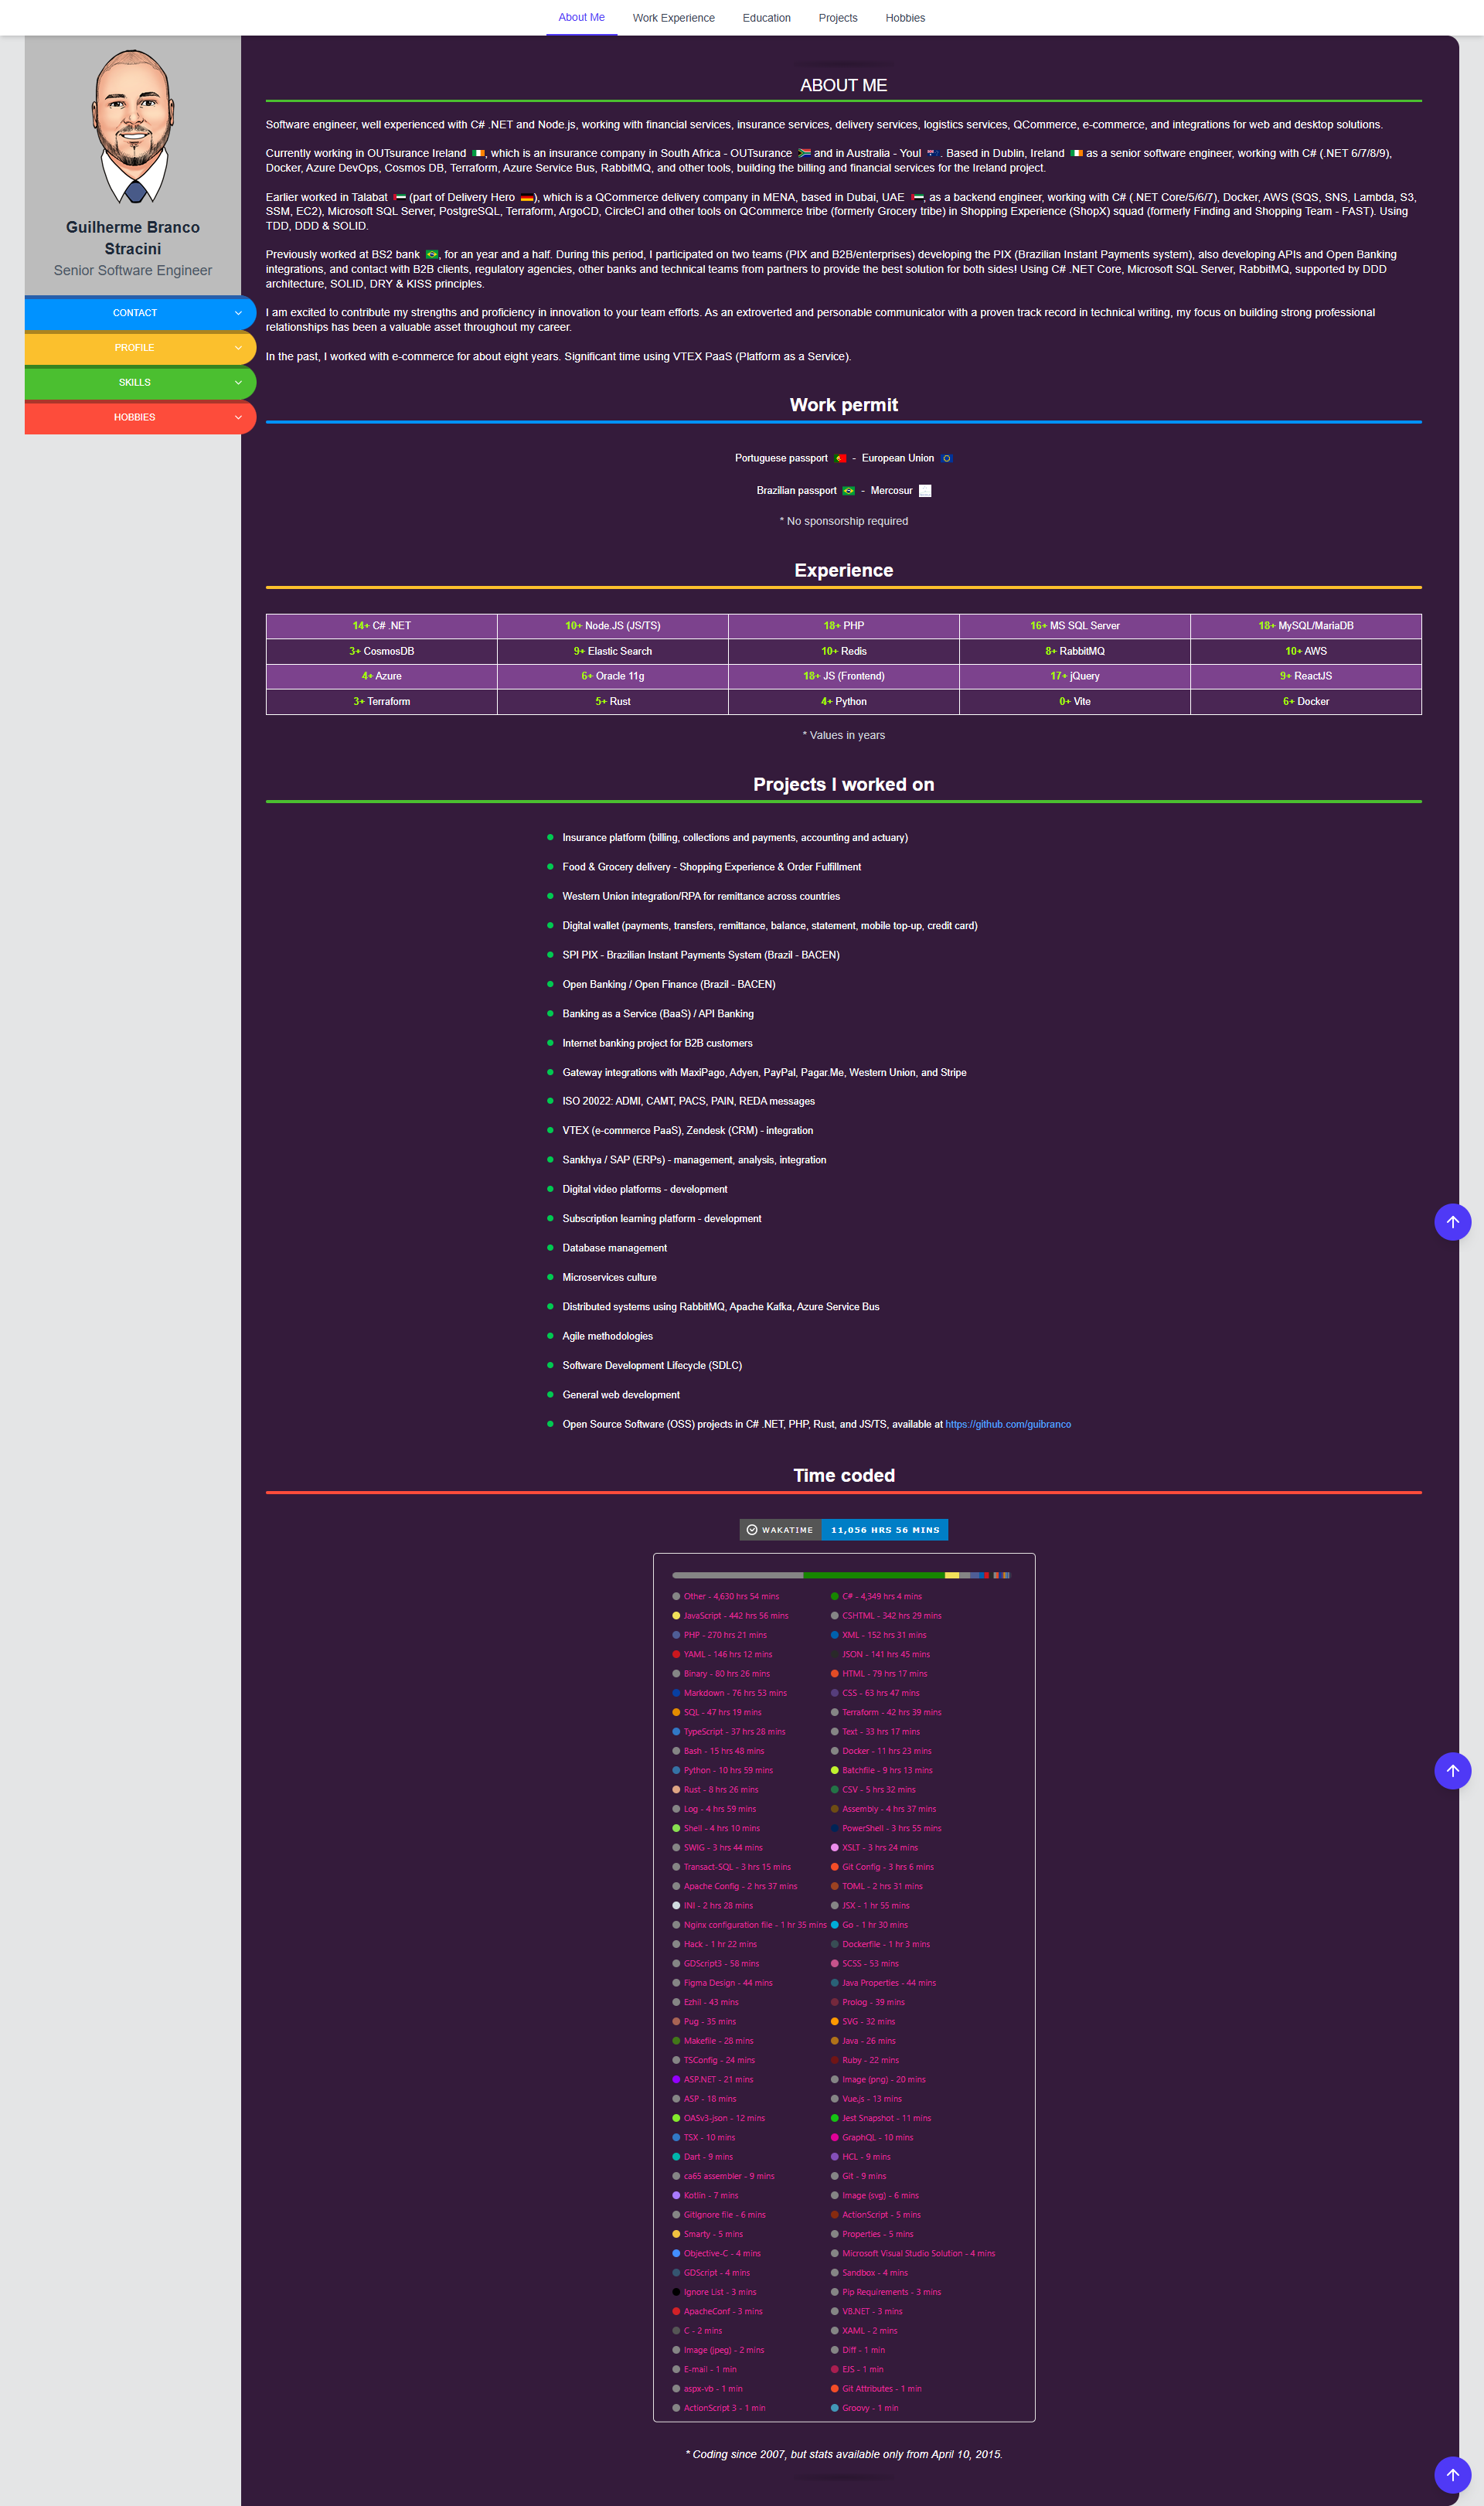 About Me
Work Experience
Education
Projects
Hobbies
Guilherme Branco
Stracini
Senior Software Engineer
CONTACT
PROFILE
SKILLS
HOBBIES
ABOUT ME
Software engineer, well experienced with C# .NET and Node.js, working with financial services, insurance services, delivery services, logistics services, QCommerce, e-commerce, and integrations for web and desktop solutions.
Currently working in OUTsurance Ireland 🇮🇪, which is an insurance company in South Africa - OUTsurance 🇿🇦 and in Australia - Youi 🇦🇺. Based in Dublin, Ireland 🇮🇪 as a senior software engineer, working with C# (.NET 6/7/8/9),
Docker, Azure DevOps, Cosmos DB, Terraform, Azure Service Bus, RabbitMQ, and other tools, building the billing and financial services for the Ireland project.
Earlier worked in Talabat 🇦🇪 (part of Delivery Hero 🇩🇪), which is a QCommerce delivery company in MENA, based in Dubai, UAE 🇦🇪, as a backend engineer, working with C# (.NET Core/5/6/7), Docker, AWS (SQS, SNS, Lambda, S3,
SSM, EC2), Microsoft SQL Server, PostgreSQL, Terraform, ArgoCD, CircleCI and other tools on QCommerce tribe (formerly Grocery tribe) in Shopping Experience (ShopX) squad (formerly Finding and Shopping Team - FAST). Using
TDD, DDD & SOLID.
Previously worked at BS2 bank 🇧🇷, for an year and a half. During this period, I participated on two teams (PIX and B2B/enterprises) developing the PIX (Brazilian Instant Payments system), also developing APIs and Open Banking
integrations, and contact with B2B clients, regulatory agencies, other banks and technical teams from partners to provide the best solution for both sides! Using C# .NET Core, Microsoft SQL Server, RabbitMQ, supported by DDD
architecture, SOLID, DRY & KISS principles.
I am excited to contribute my strengths and proficiency in innovation to your team efforts. As an extroverted and personable communicator with a proven track record in technical writing, my focus on building strong professional
relationships has been a valuable asset throughout my career.
In the past, I worked with e-commerce for about eight years. Significant time using VTEX PaaS (Platform as a Service).
Work permit
Portuguese passport 🇵🇹 - European Union 🇪🇺
Brazilian passport 🇧🇷 - Mercosur
* No sponsorship required
Experience
14+ C# .NET
10+ Node.JS (JS/TS)
18+ PHP
16+ MS SQL Server
18+ MySQL/MariaDB
3+ CosmosDB
9+ Elastic Search
10+ Redis
8+ RabbitMQ
10+ AWS
4+ Azure
6+ Oracle 11g
18+ JS (Frontend)
17+ jQuery
9+ ReactJS
3+ Terraform
5+ Rust
4+ Python
0+ Vite
6+ Docker
* Values in years
Projects I worked on
Insurance platform (billing, collections and payments, accounting and actuary)
Food & Grocery delivery - Shopping Experience & Order Fulfillment
Western Union integration/RPA for remittance across countries
Digital wallet (payments, transfers, remittance, balance, statement, mobile top-up, credit card)
SPI PIX - Brazilian Instant Payments System (Brazil - BACEN)
Open Banking / Open Finance (Brazil - BACEN)
Banking as a Service (BaaS) / API Banking
Internet banking project for B2B customers
Gateway integrations with MaxiPago, Adyen, PayPal, Pagar.Me, Western Union, and Stripe
ISO 20022: ADMI, CAMT, PACS, PAIN, REDA messages
VTEX (e-commerce PaaS), Zendesk (CRM) - integration
Sankhya / SAP (ERPs) - management, analysis, integration
Digital video platforms - development
Subscription learning platform - development
Database management
Microservices culture
Distributed systems using RabbitMQ, Apache Kafka, Azure Service Bus
Agile methodologies
Software Development Lifecycle (SDLC)
General web development
Open Source Software (OSS) projects in C# .NET, PHP, Rust, and JS/TS, available at https://github.com/guibranco
Time coded
WAKATIME 11,056 HRS 56 MINS
Other - 4,630 hrs 54 mins
C# - 4,349 hrs 4 mins
JavaScript - 442 hrs 56 mins
CSHTML - 342 hrs 29 mins
PHP - 270 hrs 21 mins
XML - 152 hrs 31 mins
YAML - 146 hrs 12 mins
JSON - 141 hrs 45 mins
Binary - 80 hrs 26 mins
HTML - 79 hrs 17 mins
Markdown - 76 hrs 53 mins
CSS - 63 hrs 47 mins
SQL - 47 hrs 19 mins
Terraform - 42 hrs 39 mins
TypeScript - 37 hrs 28 mins
Text - 33 hrs 17 mins
Bash - 15 hrs 48 mins
Docker - 11 hrs 23 mins
Python - 10 hrs 59 mins
Batchfile - 9 hrs 13 mins
Rust - 8 hrs 26 mins
CSV - 5 hrs 32 mins
Log - 4 hrs 59 mins
Assembly - 4 hrs 37 mins
Shell - 4 hrs 10 mins
PowerShell - 3 hrs 55 mins
SWIG - 3 hrs 44 mins
XSLT - 3 hrs 24 mins
Transact-SQL - 3 hrs 15 mins
Git Config - 3 hrs 6 mins
Apache Config - 2 hrs 37 mins
TOML - 2 hrs 31 mins
INI - 2 hrs 28 mins
JSX - 1 hr 55 mins
Nginx configuration file - 1 hr 35 mins
Go - 1 hr 30 mins
Hack - 1 hr 22 mins
Dockerfile - 1 hr 3 mins
GDScript3 - 58 mins
SCSS - 53 mins
Figma Design - 44 mins
Java Properties - 44 mins
Ezhil - 43 mins
Prolog - 39 mins
Pug - 35 mins
SVG - 32 mins
Makefile - 28 mins
Java - 26 mins
TSConfig - 24 mins
Ruby - 22 mins
ASP.NET - 21 mins
Image (png) - 20 mins
ASP - 18 mins
Vue.js - 13 mins
OASv3-json - 12 mins
Jest Snapshot - 11 mins
TSX - 10 mins
GraphQL - 10 mins
Dart - 9 mins
HCL - 9 mins
ca65 assembler - 9 mins
Git - 9 mins
Kotlin - 7 mins
Image (svg) - 6 mins
GitIgnore file - 6 mins
ActionScript - 5 mins
Smarty - 5 mins
Properties - 5 mins
Objective-C - 4 mins
Microsoft Visual Studio Solution - 4 mins
GDScript - 4 mins
Sandbox - 4 mins
Ignore List - 3 mins
Pip Requirements - 3 mins
ApacheConf - 3 mins
VB.NET - 3 mins
C - 2 mins
XAML - 2 mins
Image (jpeg) - 2 mins
Diff - 1 min
E-mail - 1 min
EJS - 1 min
aspx-vb - 1 min
Git Attributes - 1 min
ActionScript 3 - 1 min
Groovy - 1 min
* Coding since 2007, but stats available only from April 10, 2015.